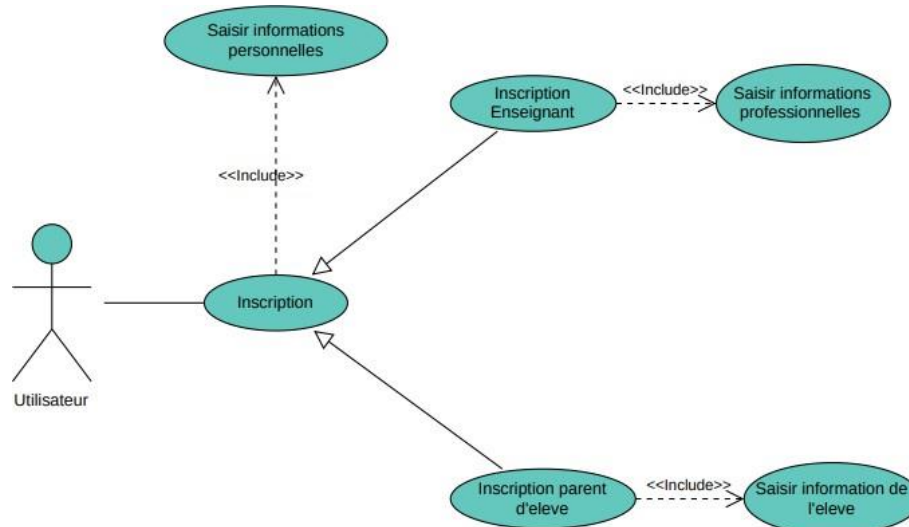 Saisir informations
personnelles
Inscription
Enseignant
<<Include>>
Saisir informations
professionnelles
<<Include>>
Inscription
Utilisateur
Inscription parent
d'eleve
<<Include>>
Saisir information de
l'eleve